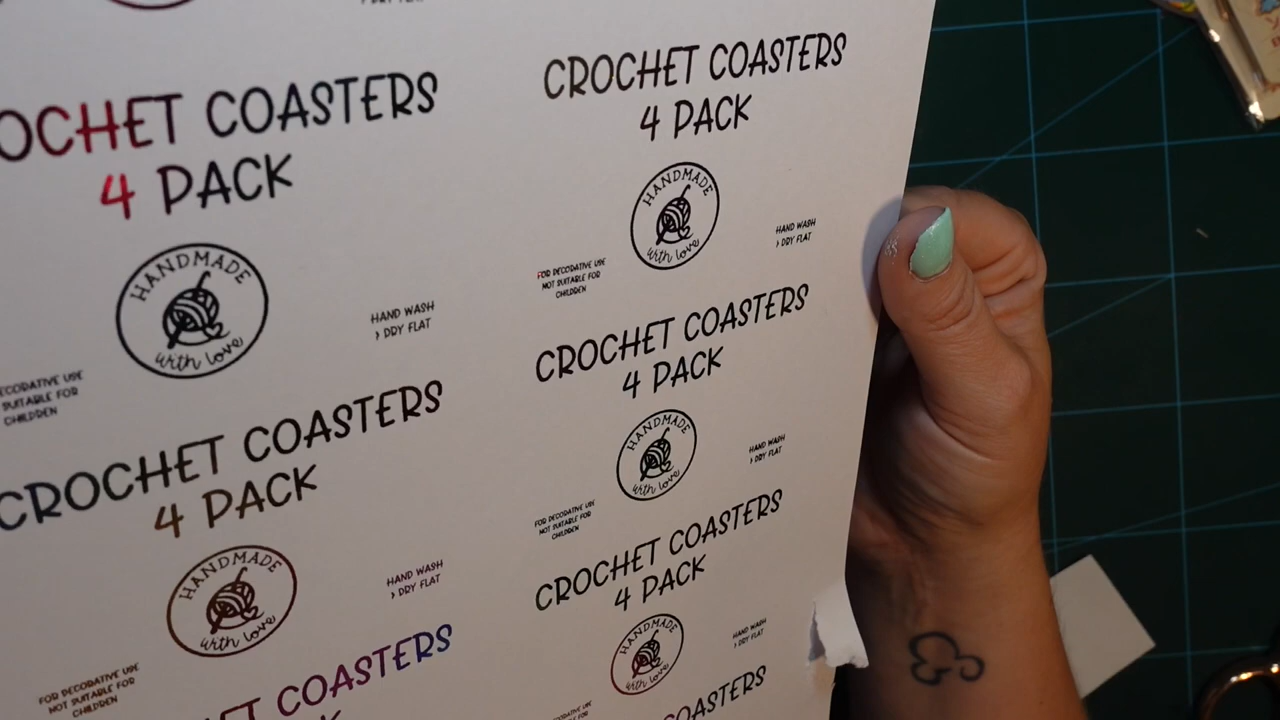 DRY FLAT
OCHET COASTERS
4 PACK
HANDMADE
with love
HAND WASH
› DRY FLAT
ECORATIVE USE
SUITABLE FOR
CHILDREN
CROCHET COASTERS
4 PACK
HANDMADE
with love
HAND WASH
› DRY FLAT
FOR DECORATIVE USE
NOT SUITABLE FOR
CHILDREN
COASTERS
CROCHET COASTERS
4 PACK
HANDMADE
with love
HAND WASH
› DRY FLAT
FOR DECORATIVE USE
NOT SUITABLE FOR
CHILDREN
CROCHET COASTERS
4 PACK
HANDMADE
with love
HAND WASH
› DRY FLAT
FOR DECORATIVE USE
NOT SUITABLE FOR
CHILDREN
CROCHET COASTERS
4 PACK
HANDMADE
with love
HAND WASH
› DRY FLAT
COASTERS